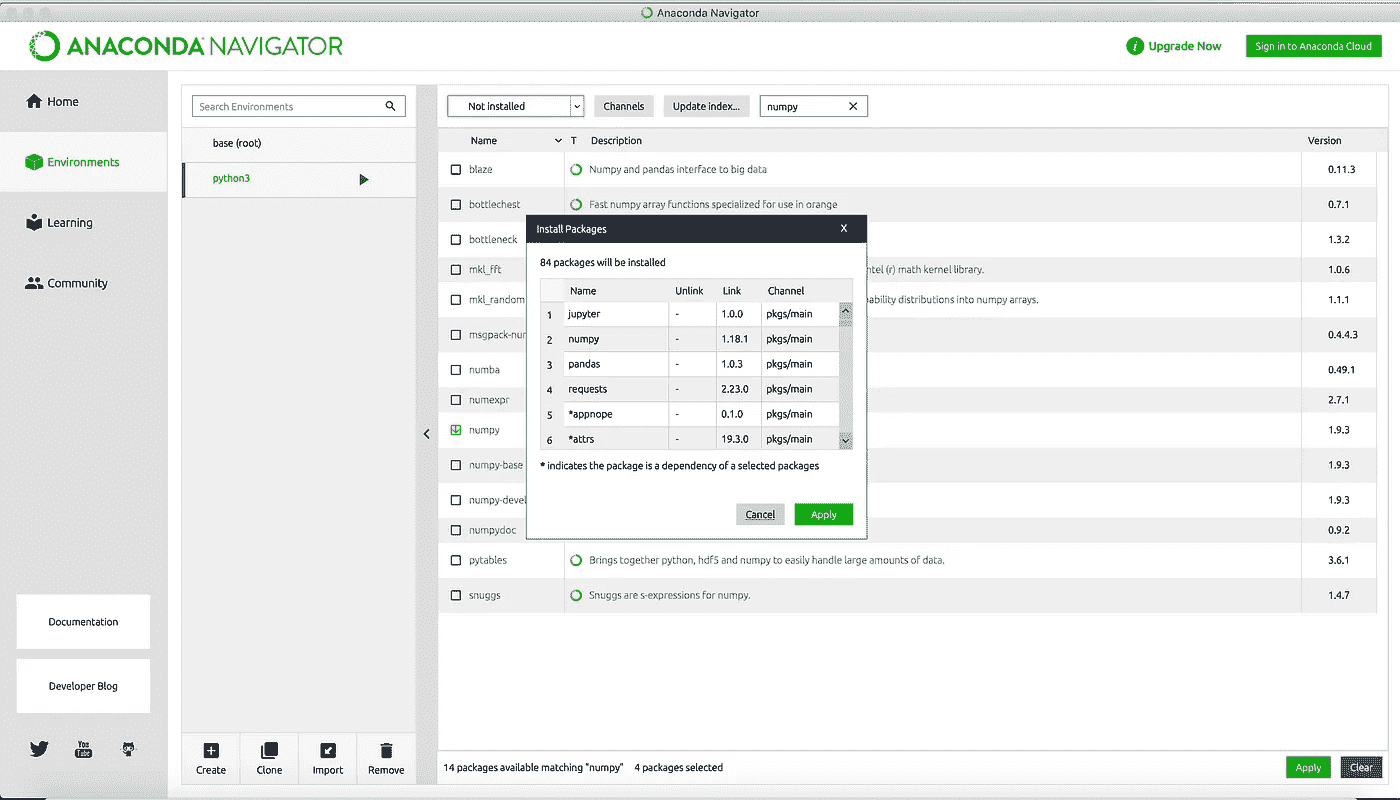 Anaconda Navigator
ANACONDA NAVIGATOR
i Upgrade Now
Sign in to Anaconda Cloud
Home
Environments
Learning
Community
Documentation
Developer Blog
You Tube
Search Environments
base (root)
python3
Create Clone Import Remove
Not installed Channels Update index... numpy X
Name T Description Version
blaze Numpy and pandas interface to big data 0.11.3
bottlechest Fast numpy array functions specialized for use in orange 0.7.1
bottleneck 1.3.2
mkl_fft ntel (r) math kernel library. 1.0.6
mkl_random ability distributions into numpy arrays. 1.1.1
msgpack-nu 0.4.4.3
numba 0.49.1
numexpr 2.7.1
numpy 1.9.3
numpy-base 1.9.3
numpy-devel 1.9.3
numpydoc 0.9.2
pytables Brings together python, hdf5 and numpy to easily handle large amounts of data. 3.6.1
snuggs Snuggs are s-expressions for numpy. 1.4.7
Install Packages X
84 packages will be installed
Name Unlink Link Channel
1 jupyter - 1.0.0 pkgs/main
2 numpy - 1.18.1 pkgs/main
3 pandas - 1.0.3 pkgs/main
4 requests - 2.23.0 pkgs/main
5 *appnope - 0.1.0 pkgs/main
6 *attrs - 19.3.0 pkgs/main
* indicates the package is a dependency of a selected packages
Cancel Apply
14 packages available matching "numpy" 4 packages selected
Apply Clear